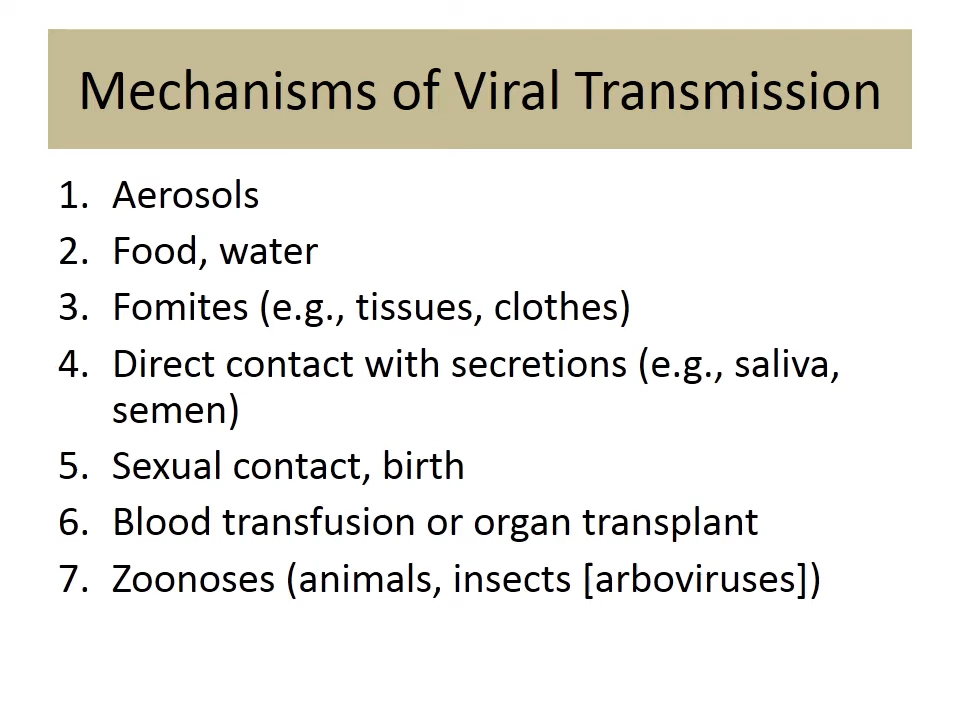 Mechanisms of Viral Transmission
1. Aerosols
2. Food, water
3. Fomites (e.g., tissues, clothes)
4. Direct contact with secretions (e.g., saliva,
semen)
5. Sexual contact, birth
6. Blood transfusion or organ transplant
7. Zoonoses (animals, insects [arboviruses])